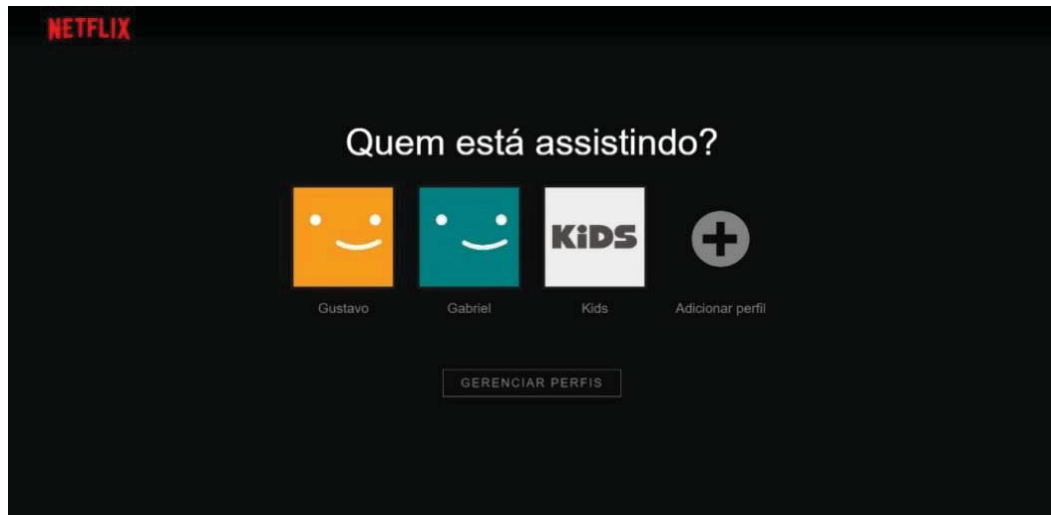 NETFLIX
Quem está assistindo?
KiDS
Gustavo
Gabriel
Kids
Adicionar perfil
GERENCIAR PERFIS